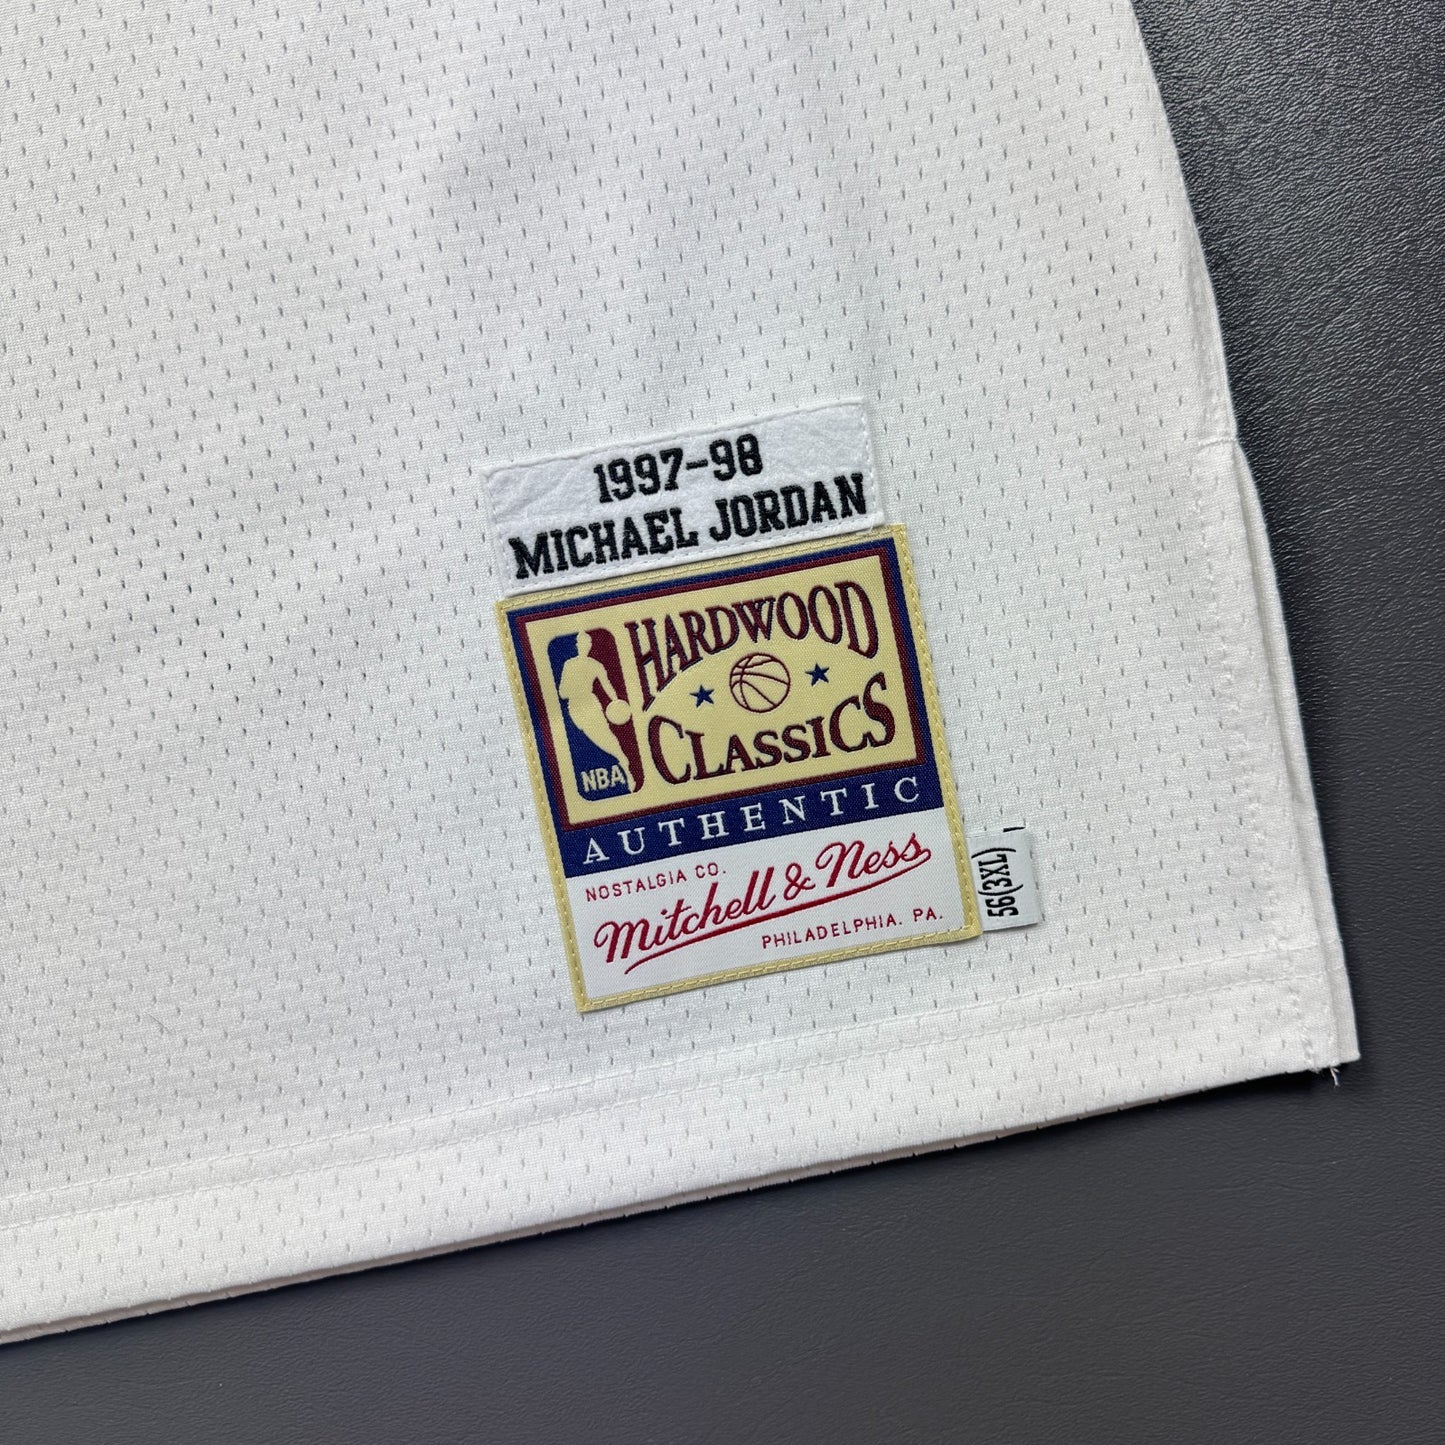 1997-98
MICHAEL JORDAN
HARDWOOD
CLASSICS
NBA
AUTHENTIC
NOSTALGIA CO.
Mitchell & Ness
PHILADELPHIA. PA.
56(3XL)